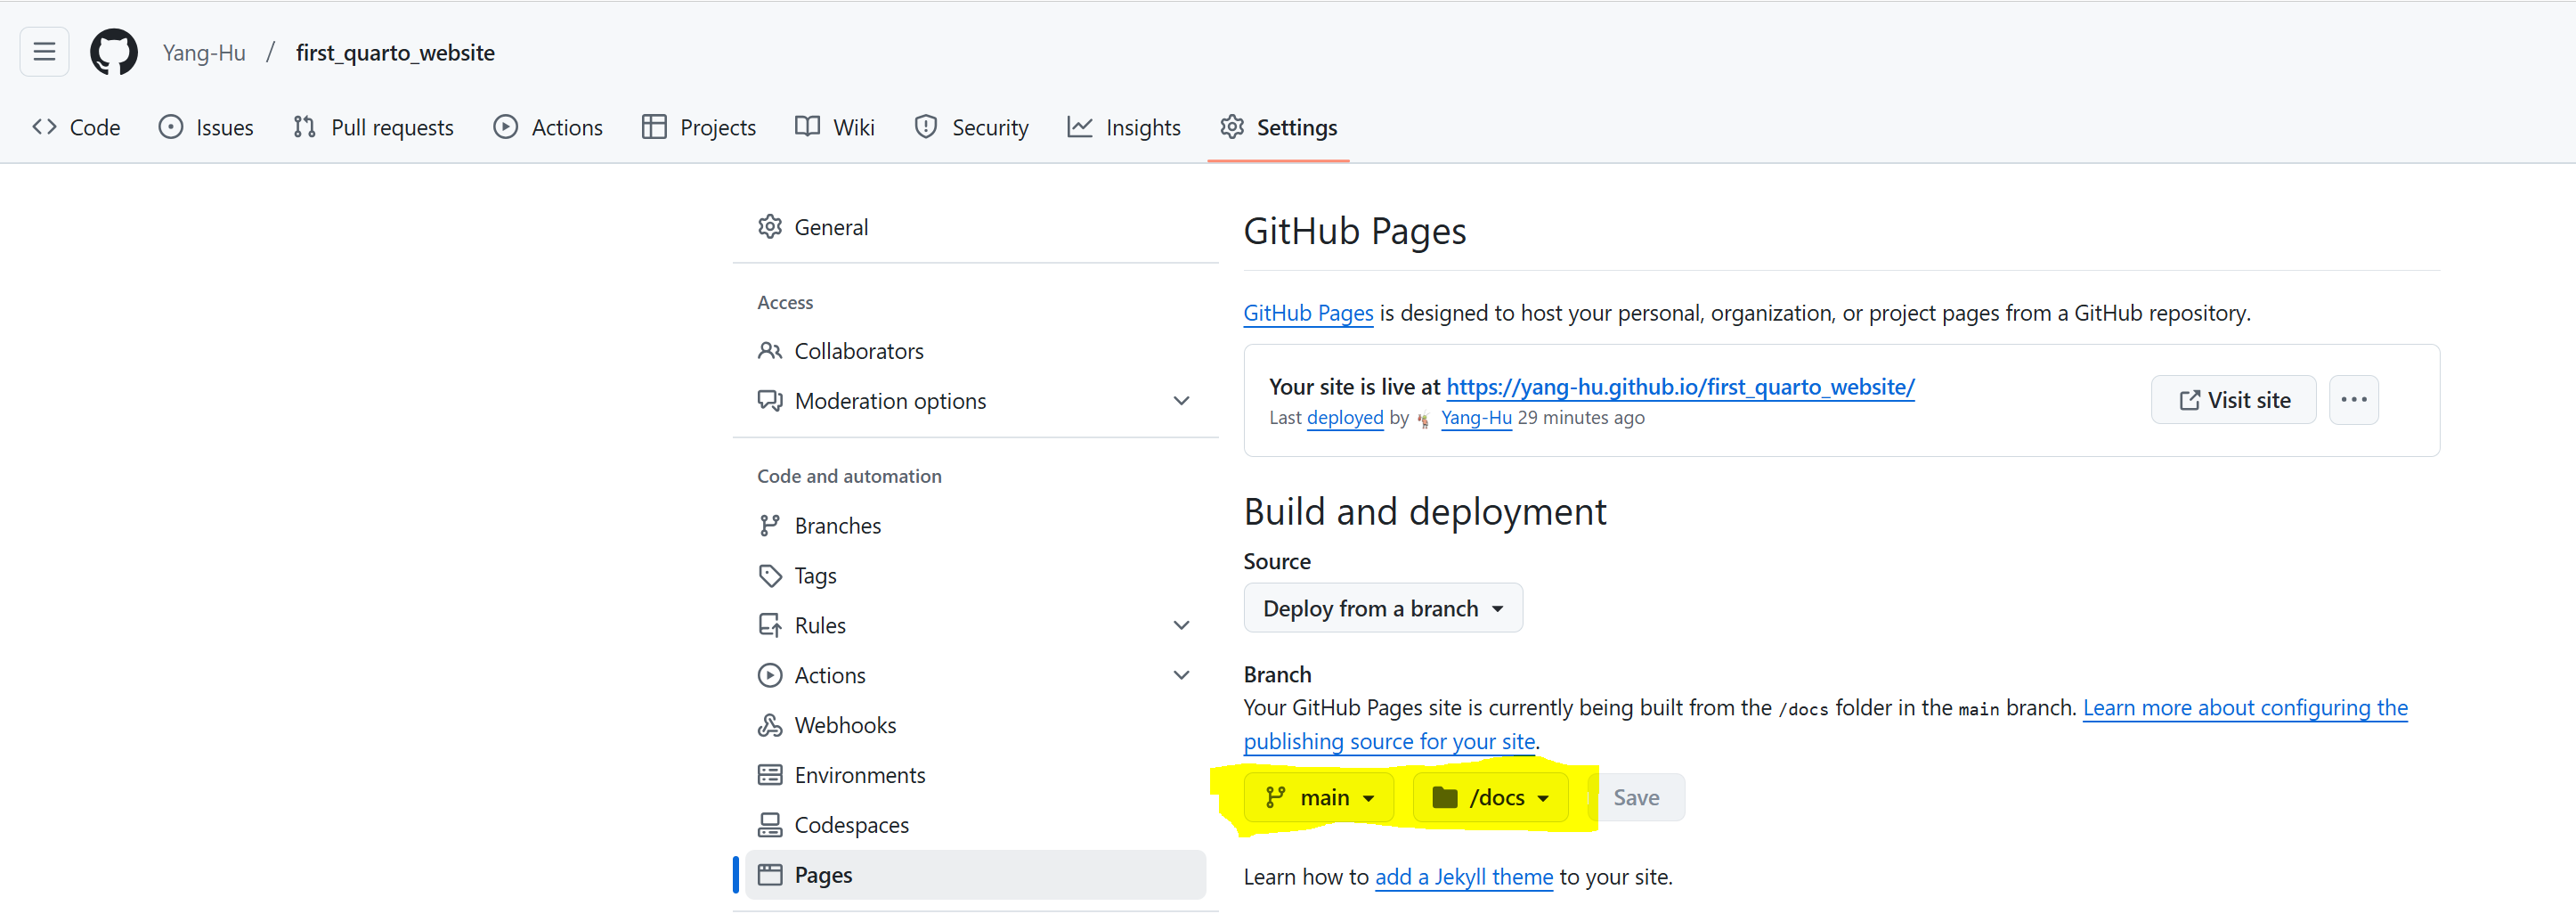 Yang-Hu / first_quarto_website
Code Issues Pull requests Actions Projects Wiki Security Insights Settings
General
Access
Collaborators
Moderation options
Code and automation
Branches
Tags
Rules
Actions
Webhooks
Environments
Codespaces
Pages
GitHub Pages
GitHub Pages is designed to host your personal, organization, or project pages from a GitHub repository.
Your site is live at https://yang-hu.github.io/first_quarto_website/
Last deployed by Yang-Hu 29 minutes ago
Visit site
Build and deployment
Source
Deploy from a branch
Branch
Your GitHub Pages site is currently being built from the /docs folder in the main branch. Learn more about configuring the
publishing source for your site.
main /docs Save
Learn how to add a Jekyll theme to your site.